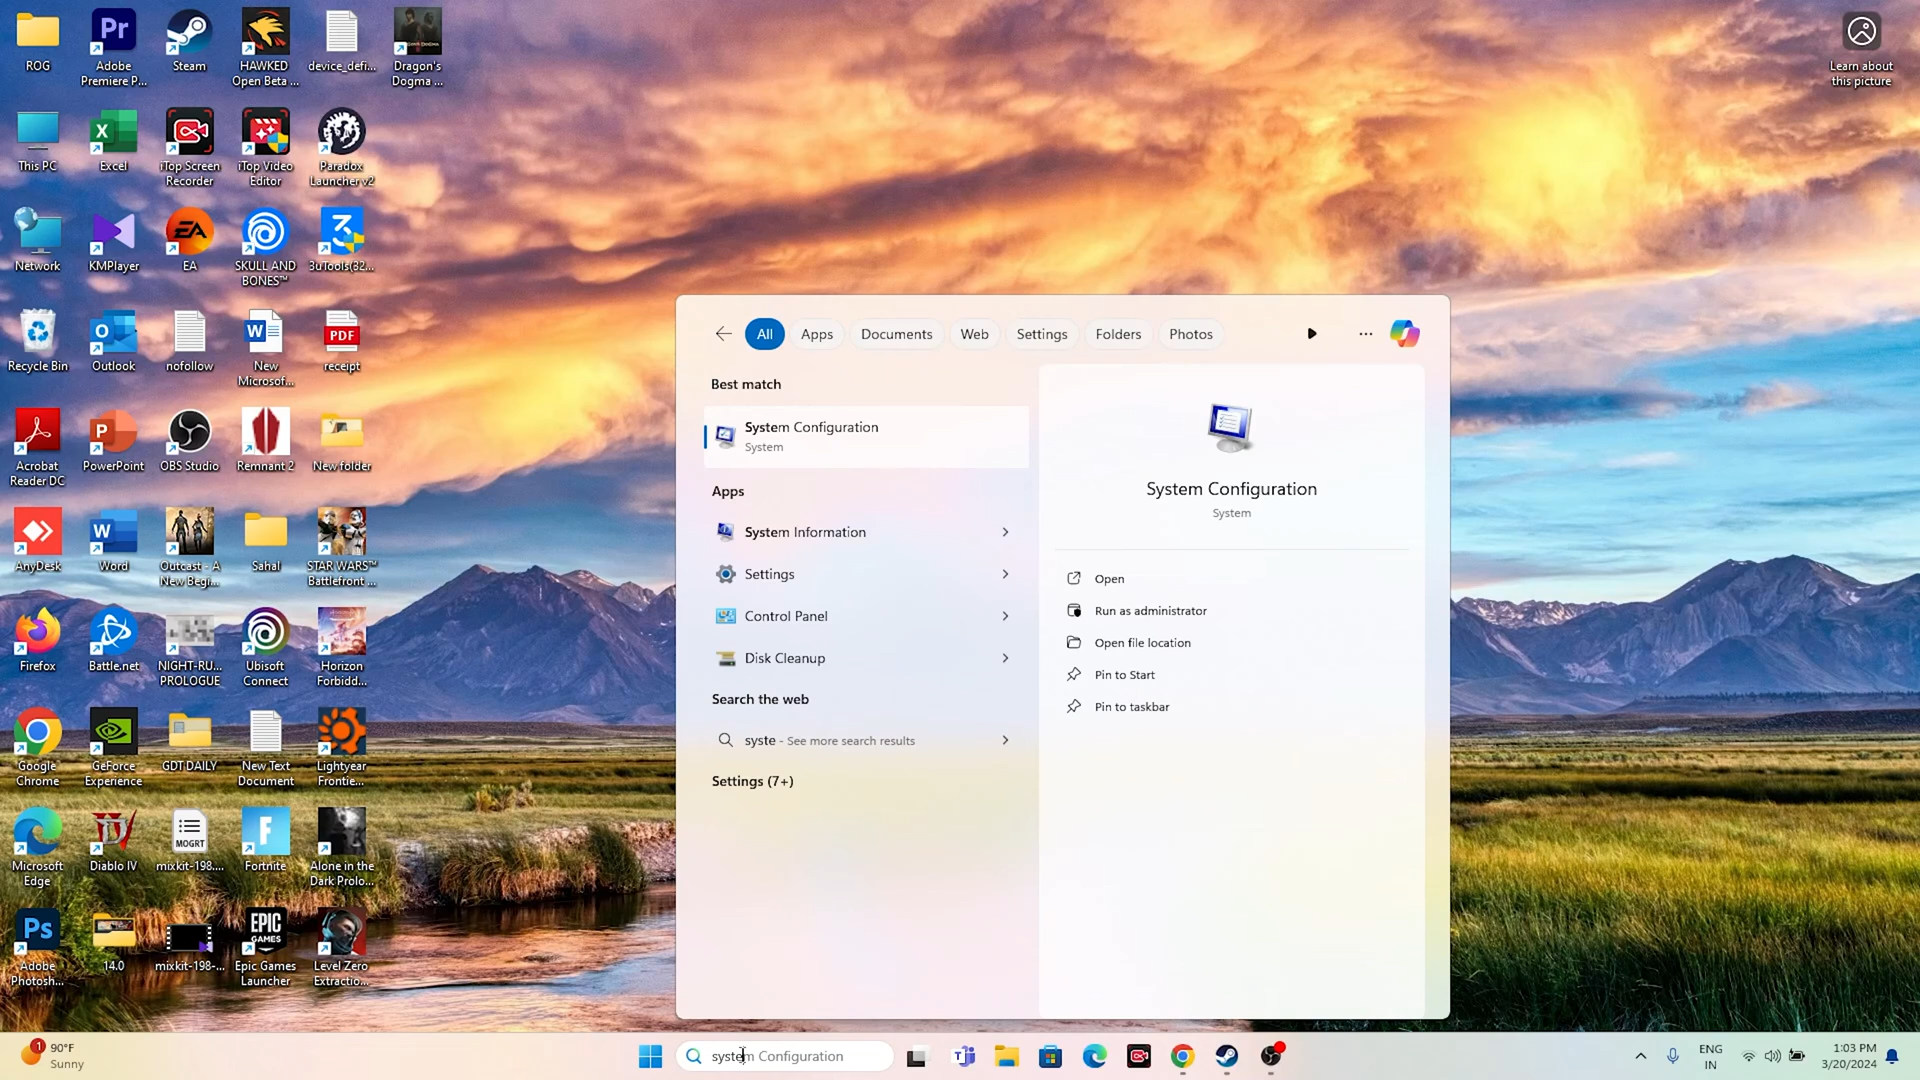 ROG
Adobe
Premiere P...
Steam
HAWKED
Open Beta ...
device_defi...
Dragon's
Dogma ...
Learn about
this picture
This PC
Excel
iTop Screen
Recorder
iTop Video
Editor
Paradox
Launcher v2
Network
KMPlayer
EA
SKULL AND
BONES™
3uTools(32...
Recycle Bin
Outlook
nofollow
New
Microsof...
PDF
receipt
Acrobat
Reader DC
PowerPoint
OBS Studio
Remnant 2
New folder
AnyDesk
Word
Outcast - A
New Begi...
Sahal
STAR WARS™
Battlefront ...
Firefox
Battle.net
NIGHT-RU...
PROLOGUE
Ubisoft
Connect
Horizon
Forbidd...
Google
Chrome
GeForce
Experience
GDT DAILY
New Text
Document
Lightyear
Frontie...
Microsoft
Edge
Diablo IV
MOGRT
mixkit-198....
Fortnite
Alone in the
Dark Prolo...
Adobe
Photosh...
14.0
mixkit-198-...
EPIC
GAMES
Epic Games
Launcher
Level Zero
Extractio...
All
Apps
Documents
Web
Settings
Folders
Photos
Best match
System Configuration
System
Apps
System Information
Settings
Control Panel
Disk Cleanup
Search the web
syste - See more search results
Settings (7+)
System Configuration
System
Open
Run as administrator
Open file location
Pin to Start
Pin to taskbar
1
90°F
Sunny
system Configuration
ENG
IN
1:03 PM
3/20/2024